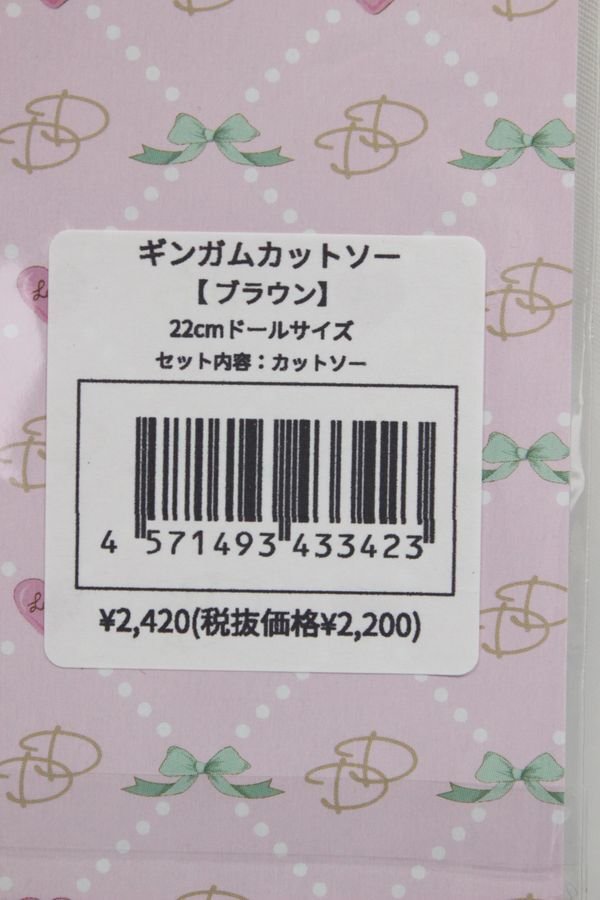 ギンガムカットソー
【ブラウン】
22cmドールサイズ
セット内容：カットソー
4 571493 433423
¥2,420(税抜価格¥2,200)